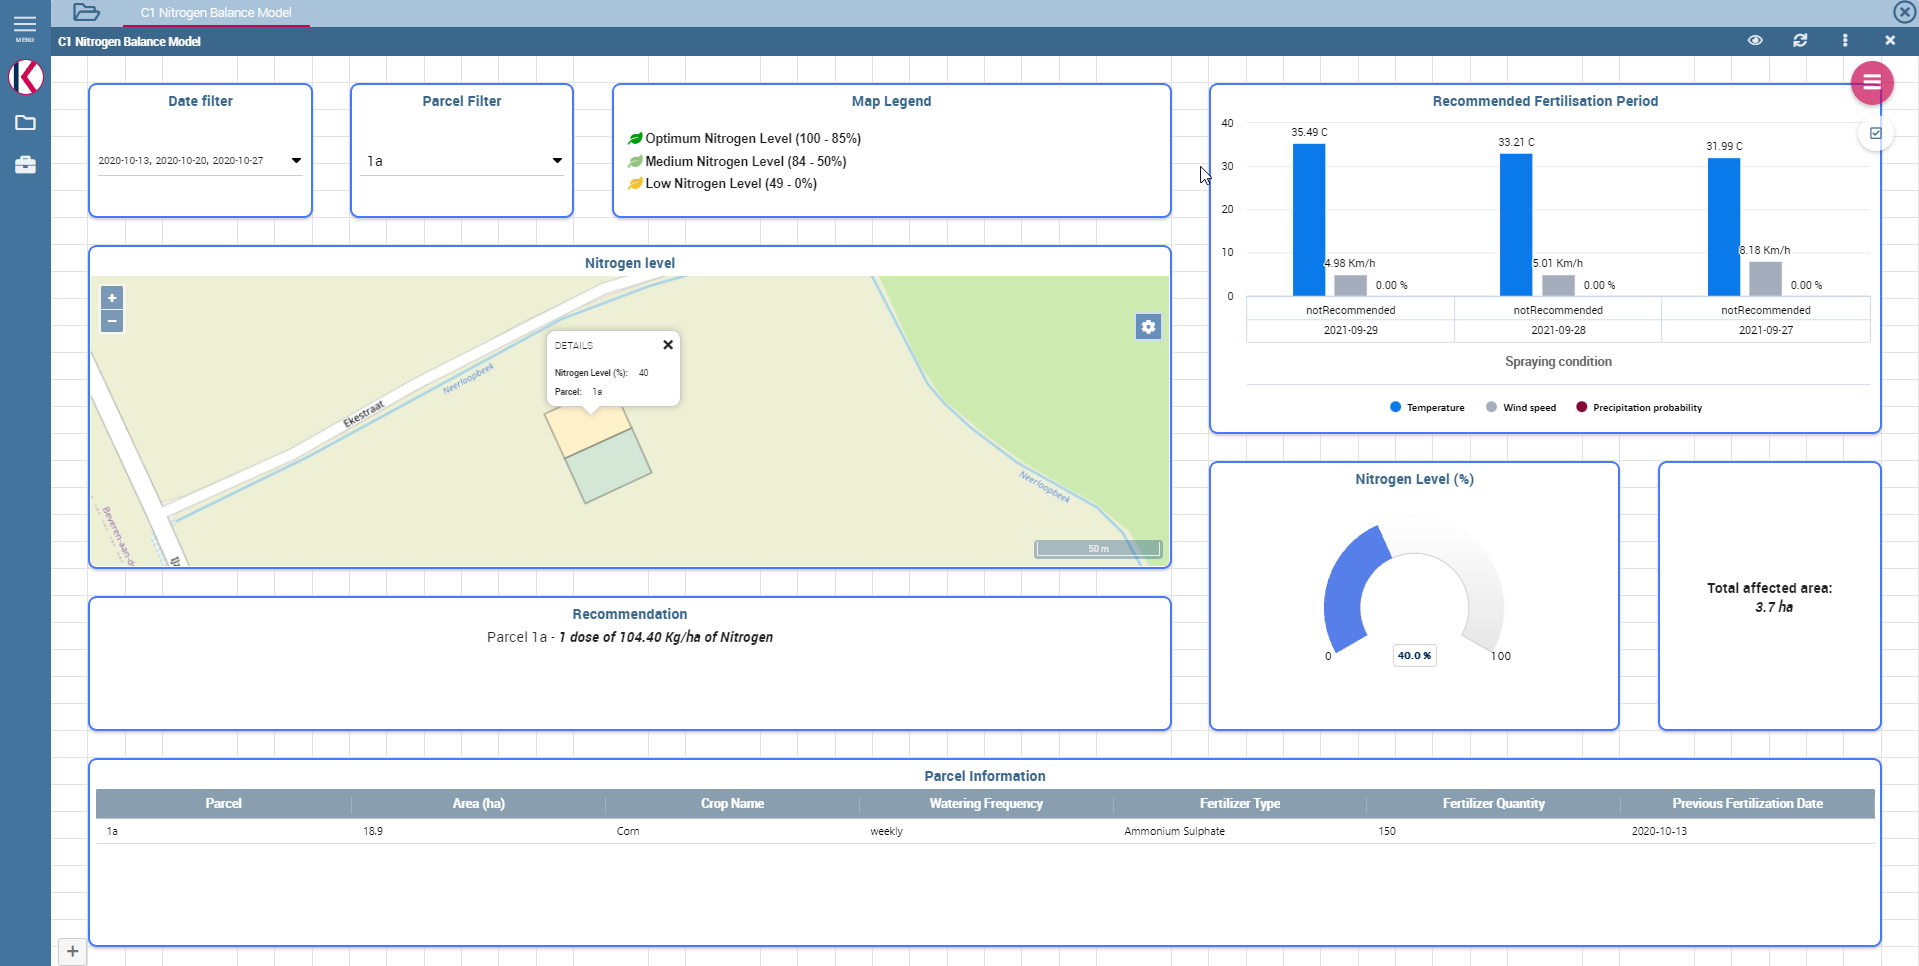 C1 Nitrogen Balance Model
MENU
C1 Nitrogen Balance Model
Date filter
2020-10-13, 2020-10-20, 2020-10-27
Parcel Filter
1a
Map Legend
Optimum Nitrogen Level (100 - 85%)
Medium Nitrogen Level (84 - 50%)
Low Nitrogen Level (49 - 0%)
Recommended Fertilisation Period
40
30
20
10
0
35.49 C
4.98 Km/h
0.00 %
33.21 C
5.01 Km/h
0.00 %
31.99 C
8.18 Km/h
0.00 %
notRecommended
notRecommended
notRecommended
2021-09-29
2021-09-28
2021-09-27
Spraying condition
Temperature
Wind speed
Precipitation probability
Nitrogen level
+
−
DETAILS
Nitrogen Level (%): 40
Parcel: 1a
Ekestraat
Neerloopbeek
Neerloopbeek
50 m
Recommendation
Parcel 1a - 1 dose of 104.40 Kg/ha of Nitrogen
Nitrogen Level (%)
0
40.0 %
100
Total affected area:
3.7 ha
Parcel Information
Parcel Area (ha) Crop Name Watering Frequency Fertilizer Type Fertilizer Quantity Previous Fertilization Date
1a 18.9 Corn weekly Ammonium Sulphate 150 2020-10-13
+